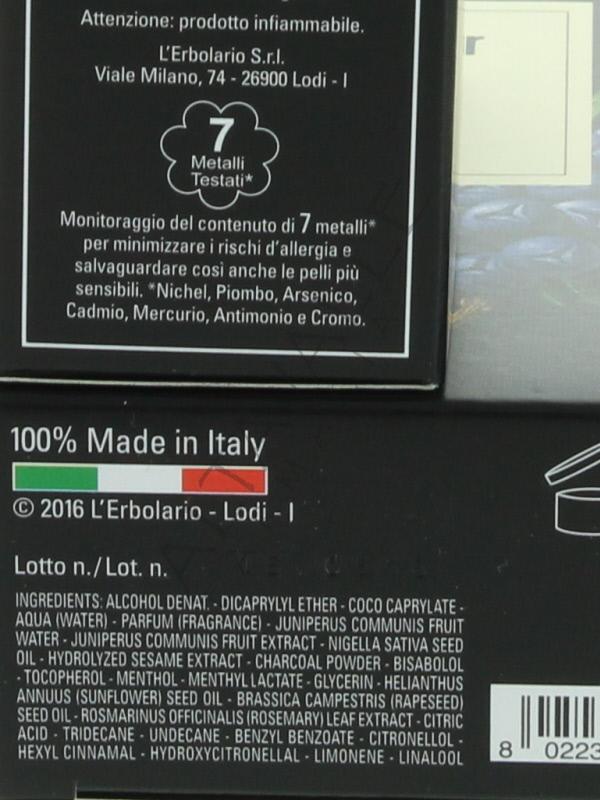 Attenzione: prodotto infiammabile.
L'Erbolario S.r.l.
Viale Milano, 74 - 26900 Lodi - I
7
Metalli
Testati*
Monitoraggio del contenuto di 7 metalli*
per minimizzare i rischi d'allergia e
salvaguardare così anche le pelli più
sensibili. *Nichel, Piombo, Arsenico,
Cadmio, Mercurio, Antimonio e Cromo.
r
100% Made in Italy
© 2016 L'Erbolario - Lodi - I
Lotto n./Lot. n.
INGREDIENTS: ALCOHOL DENAT. - DICAPRYLYL ETHER - COCO CAPRYLATE -
AQUA (WATER) - PARFUM (FRAGRANCE) - JUNIPERUS COMMUNIS FRUIT
WATER - JUNIPERUS COMMUNIS FRUIT EXTRACT - NIGELLA SATIVA SEED
OIL - HYDROLYZED SESAME EXTRACT - CHARCOAL POWDER - BISABOLOL
- TOCOPHEROL - MENTHOL - MENTHYL LACTATE - GLYCERIN - HELIANTHUS
ANNUUS (SUNFLOWER) SEED OIL - BRASSICA CAMPESTRIS (RAPESEED)
SEED OIL - ROSMARINUS OFFICINALIS (ROSEMARY) LEAF EXTRACT - CITRIC
ACID - TRIDECANE - UNDECANE - BENZYL BENZOATE - CITRONELLOL -
HEXYL CINNAMAL - HYDROXYCITRONELLAL - LIMONENE - LINALOOL
8 0223